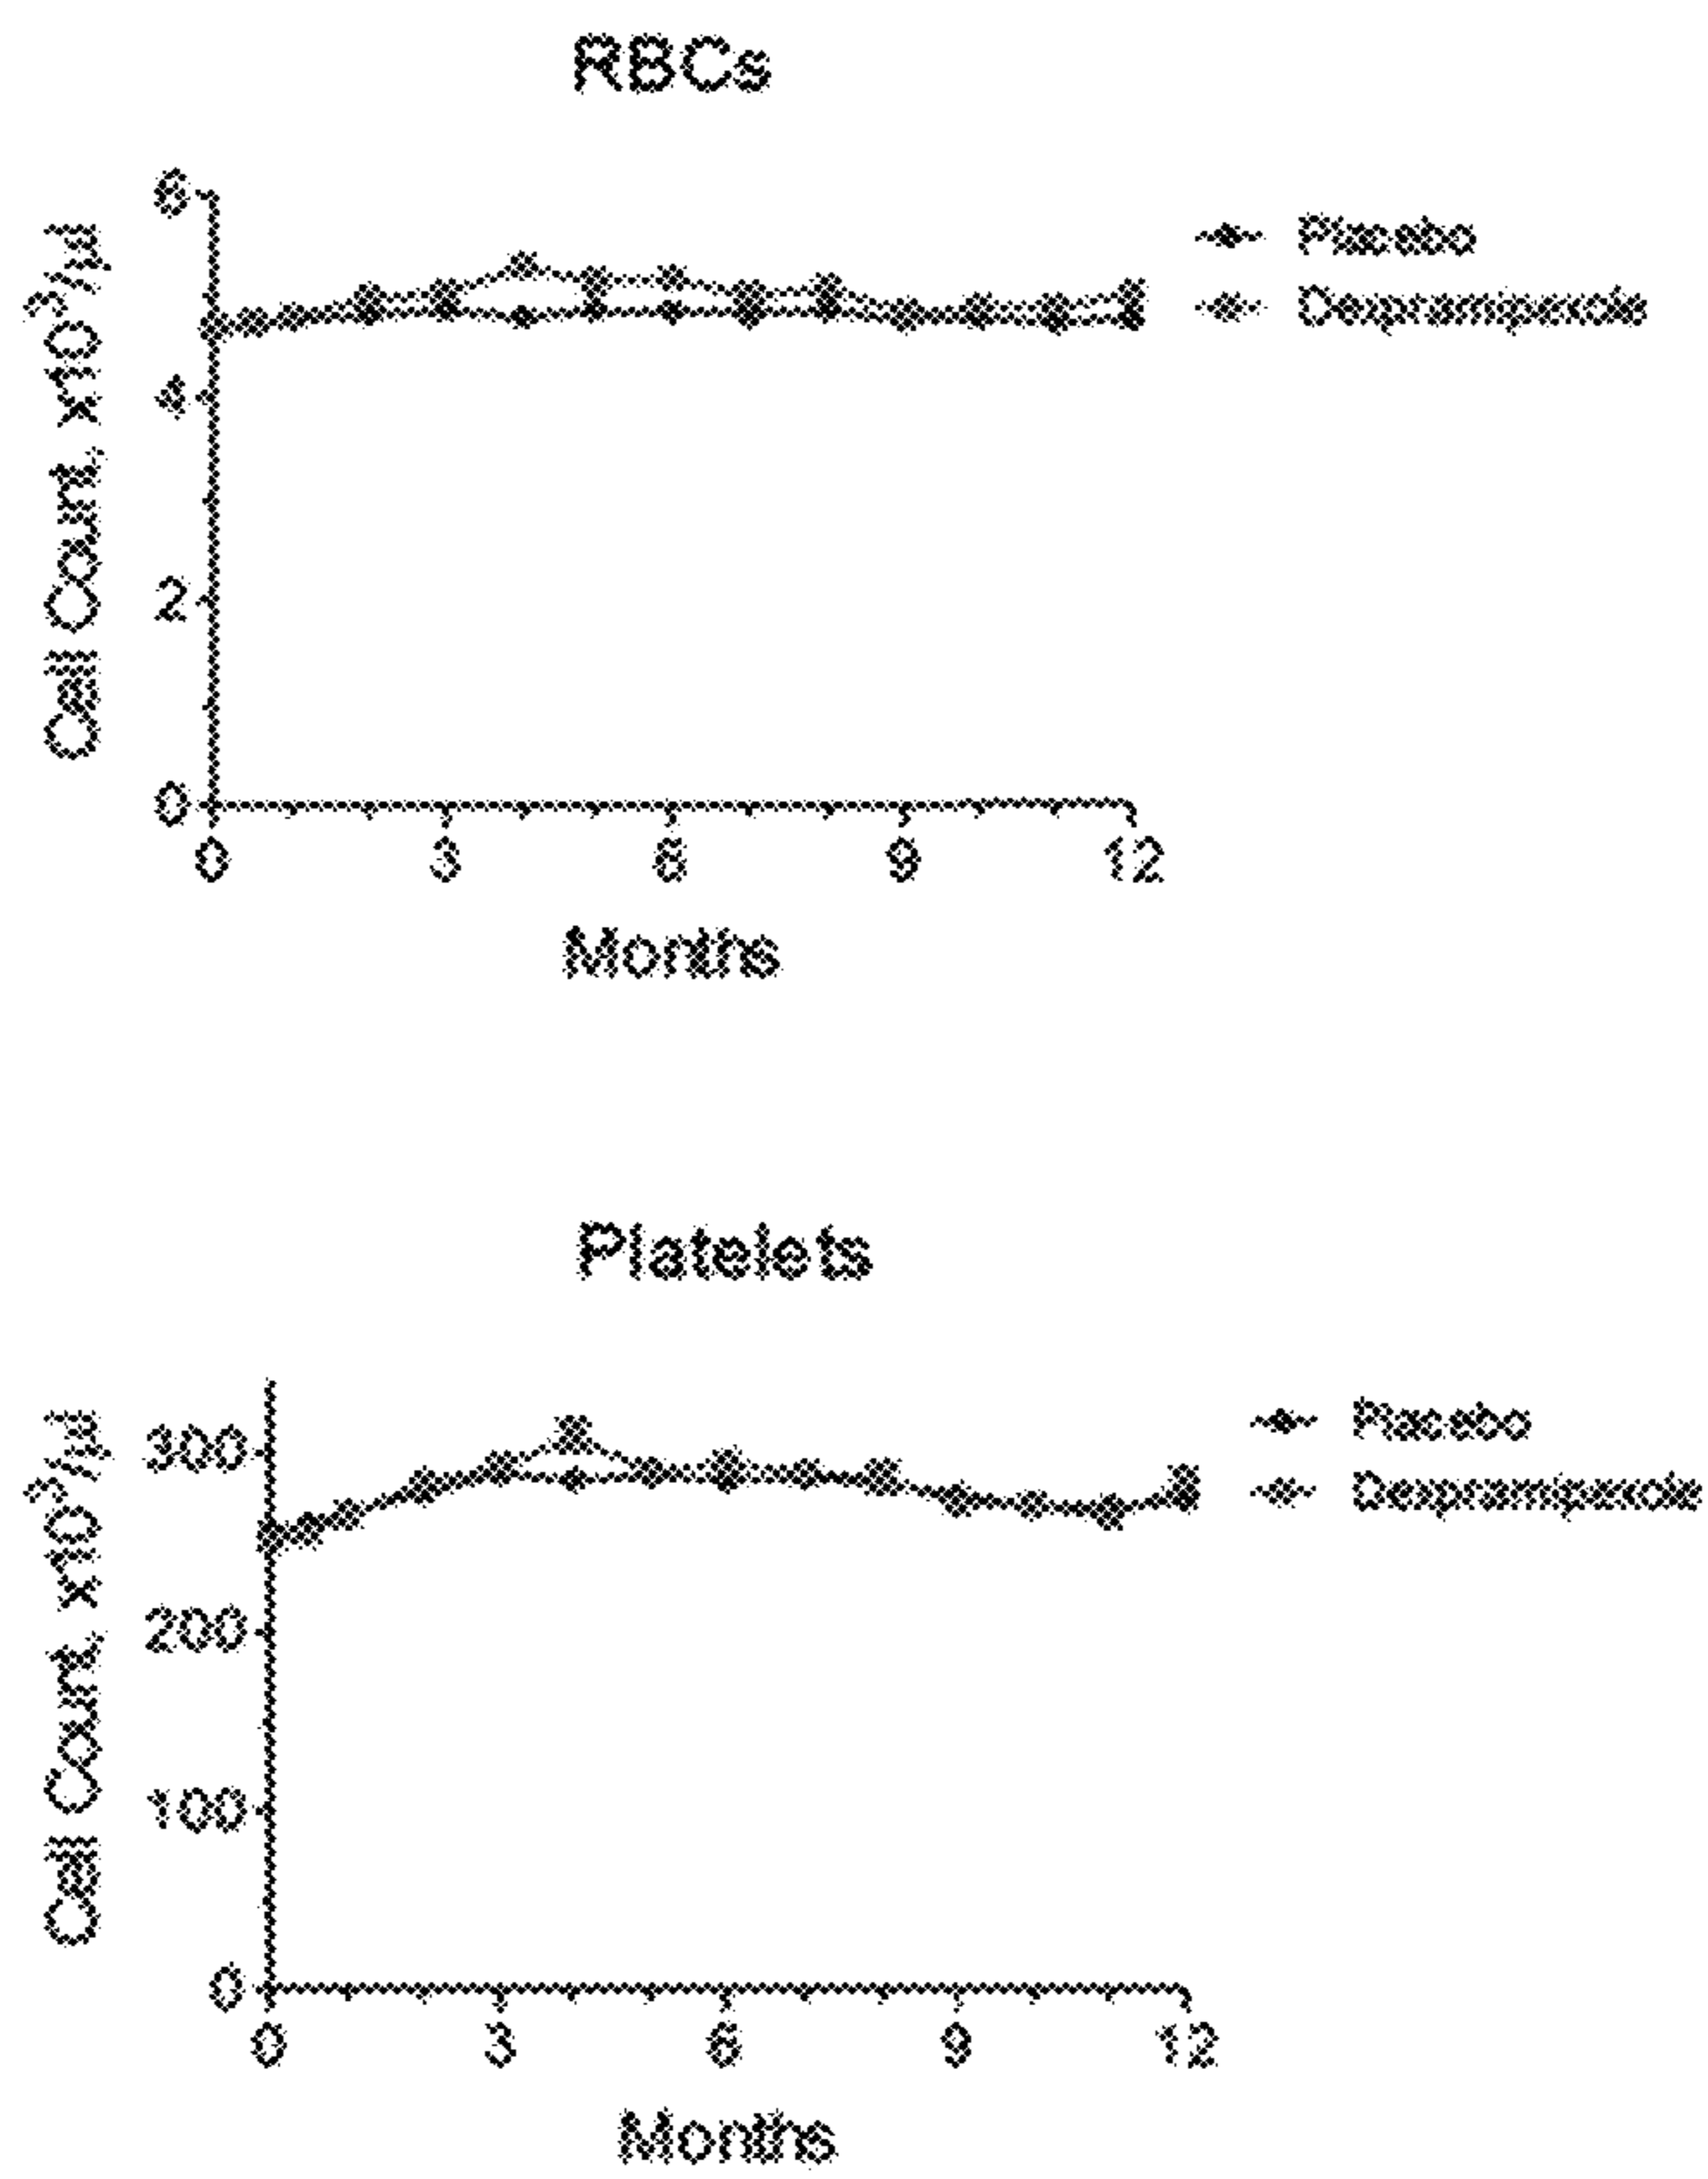 RBCs
Cell Count, x10³/µl
6
4
2
0
0 3 6 9 12
Months
Placebo
Dexpramipexole
Platelets
Cell Count, x10³/µl
300
200
100
0
0 3 6 9 12
Months
Placebo
Dexpramipexole